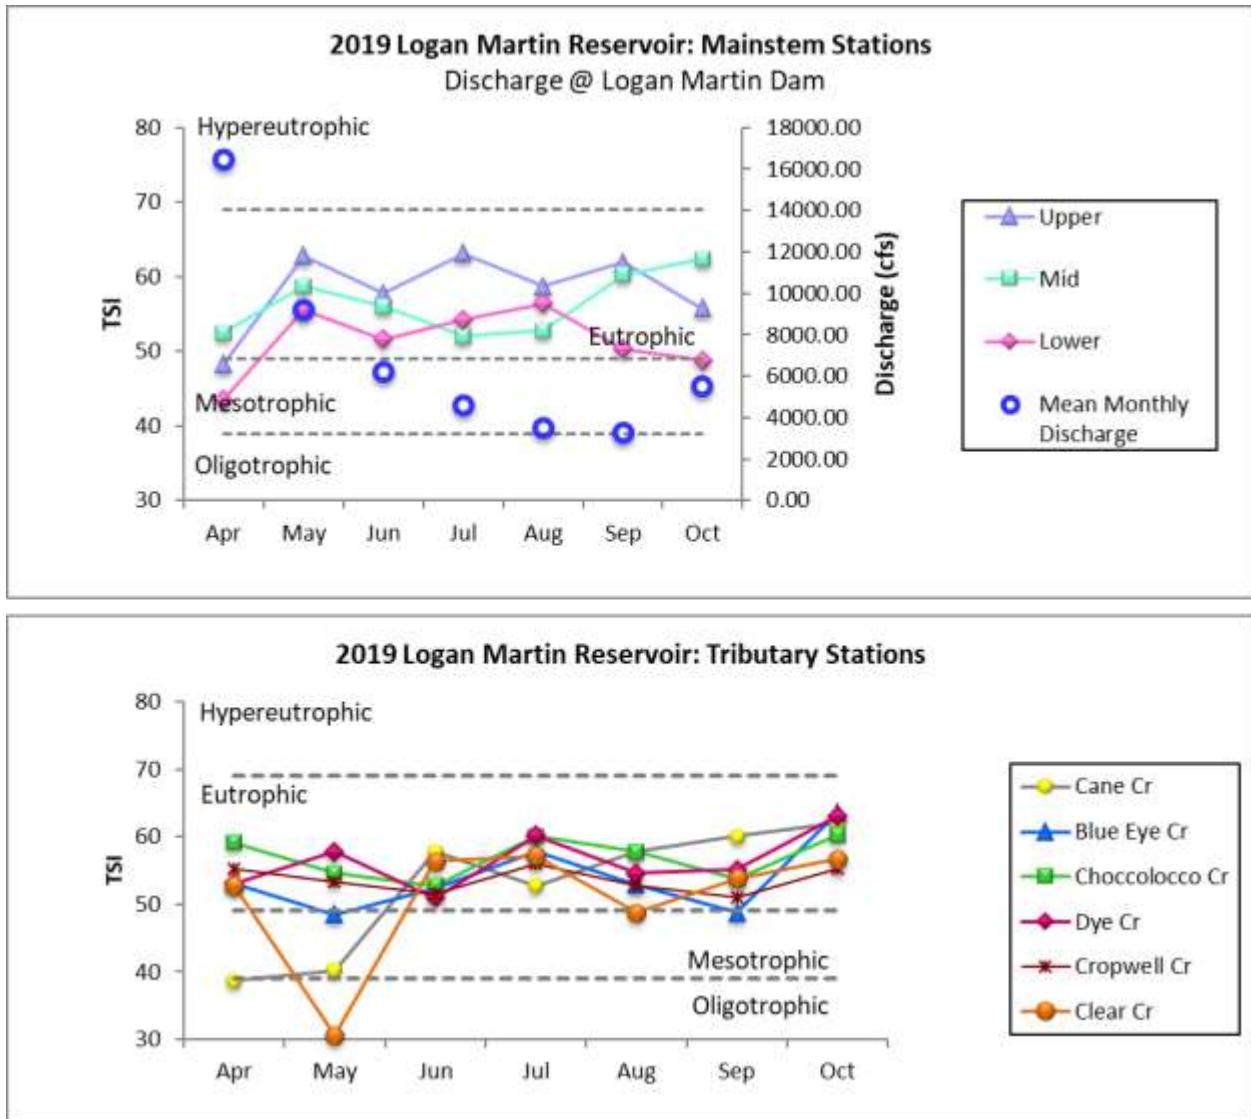 2019 Logan Martin Reservoir: Mainstem Stations
Discharge @ Logan Martin Dam
TSI
80
70
60
50
40
30
Hypereutrophic
Eutrophic
Mesotrophic
Oligotrophic
18000.00
16000.00
14000.00
12000.00
10000.00
8000.00
6000.00
4000.00
2000.00
0.00
Discharge (cfs)
Apr May Jun Jul Aug Sep Oct
Upper
Mid
Lower
Mean Monthly
Discharge
2019 Logan Martin Reservoir: Tributary Stations
TSI
80
70
60
50
40
30
Hypereutrophic
Eutrophic
Mesotrophic
Oligotrophic
Apr May Jun Jul Aug Sep Oct
Cane Cr
Blue Eye Cr
Choccolocco Cr
Dye Cr
Cropwell Cr
Clear Cr